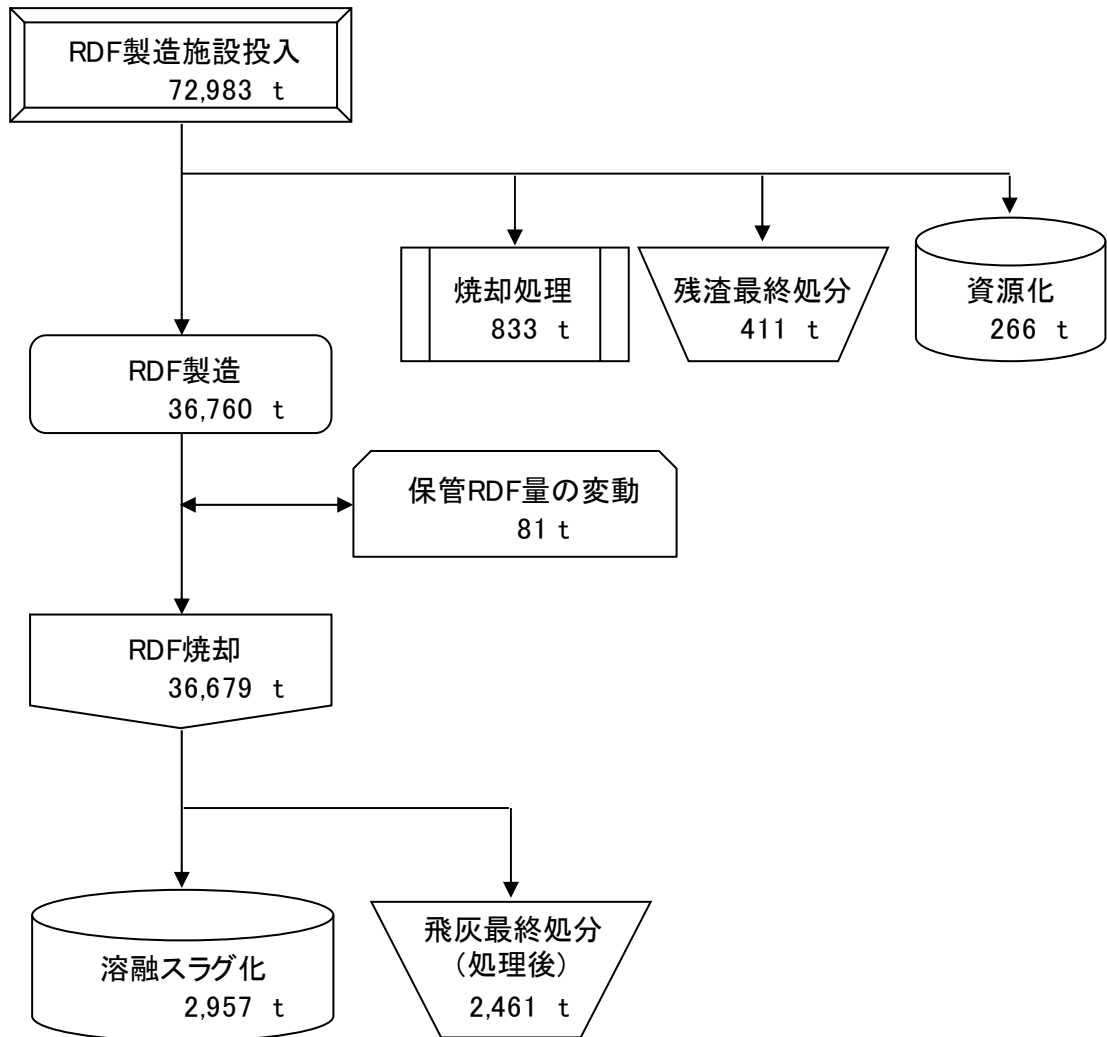 RDF製造施設投入
72,983 t
焼却処理
833 t
残渣最終処分
411 t
資源化
266 t
RDF製造
36,760 t
保管RDF量の変動
81 t
RDF焼却
36,679 t
溶融スラグ化
2,957 t
飛灰最終処分
(処理後)
2,461 t